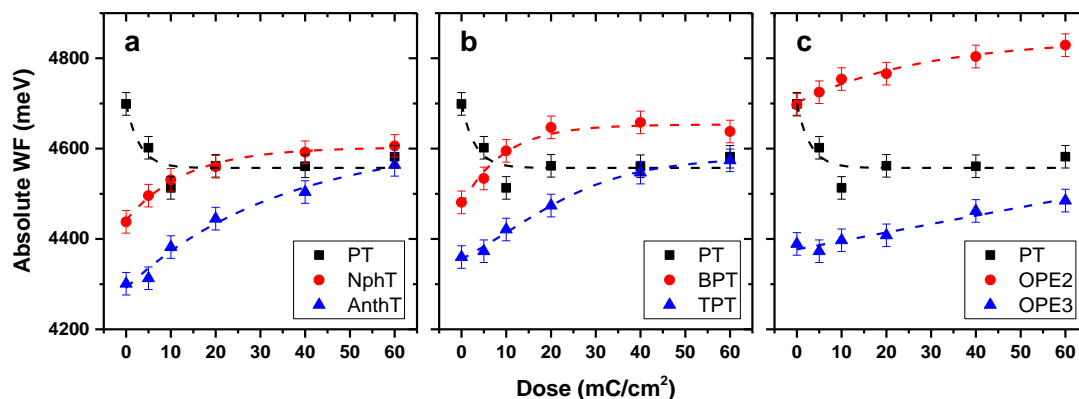 a b c
4800
4600
4400
4200
Absolute WF (meV)
PT
NphT
AnthT
PT
BPT
TPT
PT
OPE2
OPE3
0 10 20 30 40 50 60 0 10 20 30 40 50 60 0 10 20 30 40 50 60
Dose (mC/cm²)